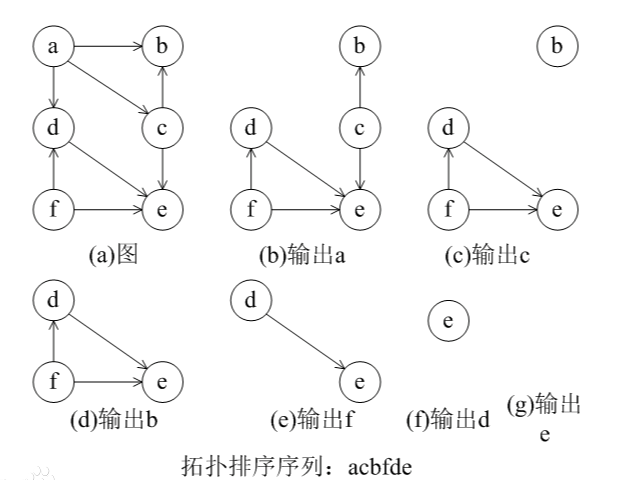 a b b b
d c d c d
f e f e f e
(a)图 (b)输出a (c)输出c
d d e
f e e
(d)输出b (e)输出f (f)输出d (g)输出
e
拓扑排序序列：acbfde